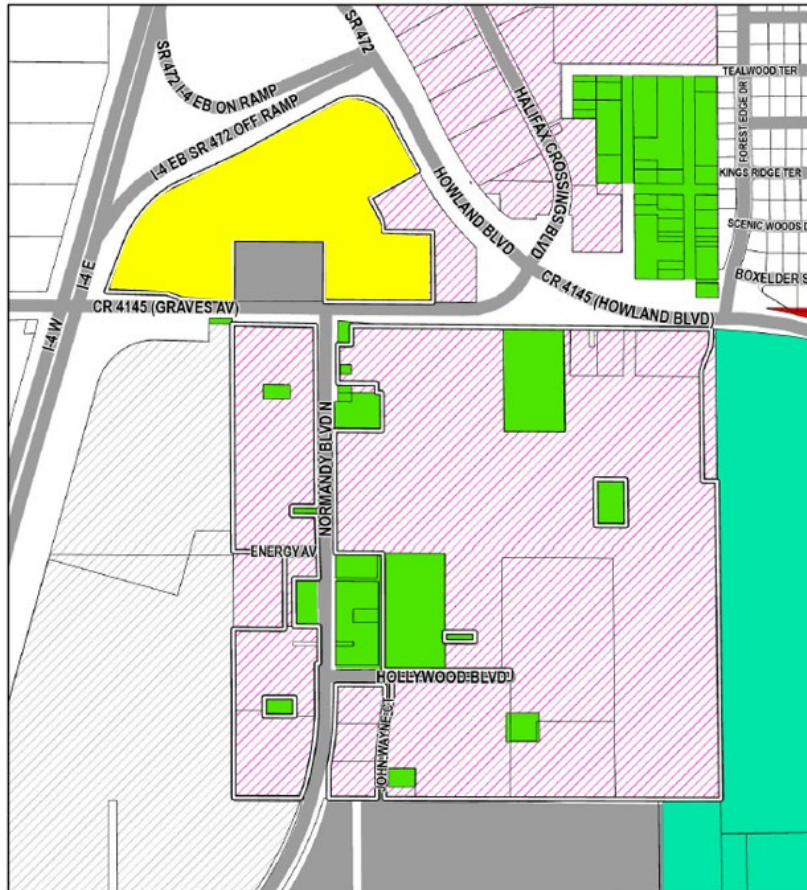 SR 472
SR 472 I-4 EB ON RAMP
I-4 EB SR 472 OFF RAMP
HALIFAX CROSSINGS BLVD
TEALWOOD TER
FOREST EDGE DR
KINGS RIDGE TER
HOWLAND BLVD
SCENIC WOODS D
BOXELDER S
I-4 E
I-4 W
CR 4145 (GRAVES AV)
CR 4145 (HOWLAND BLVD)
NORMANDY BLVD N
ENERGY AV
HOLLYWOOD BLVD
JOHN WAYNE CT